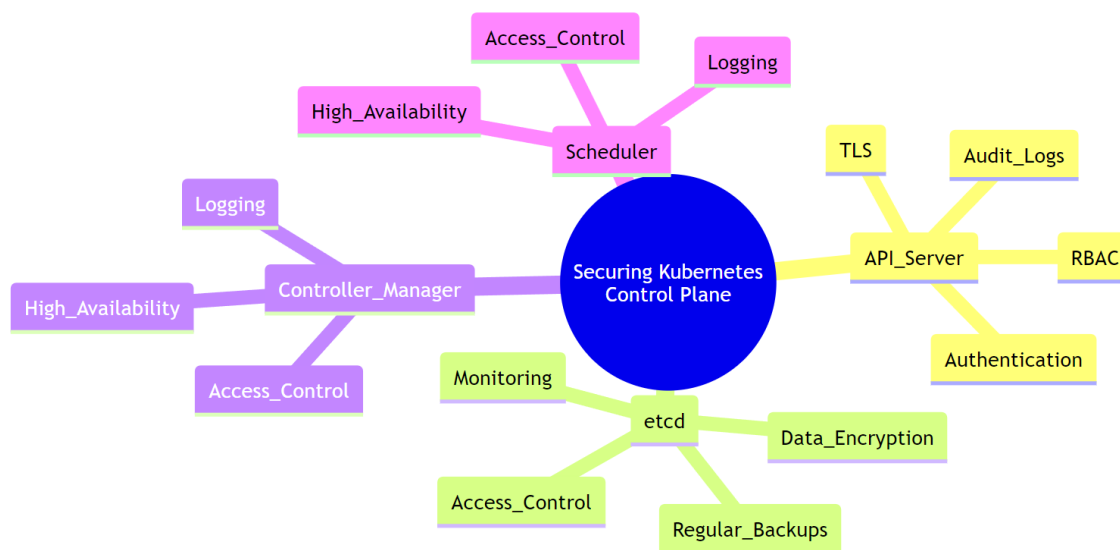 Access_Control
Logging
High_Availability
Scheduler
TLS
Audit_Logs
Logging
API_Server
RBAC
Securing Kubernetes
Control Plane
Controller_Manager
High_Availability
Authentication
Access_Control
Monitoring
etcd
Data_Encryption
Access_Control
Regular_Backups